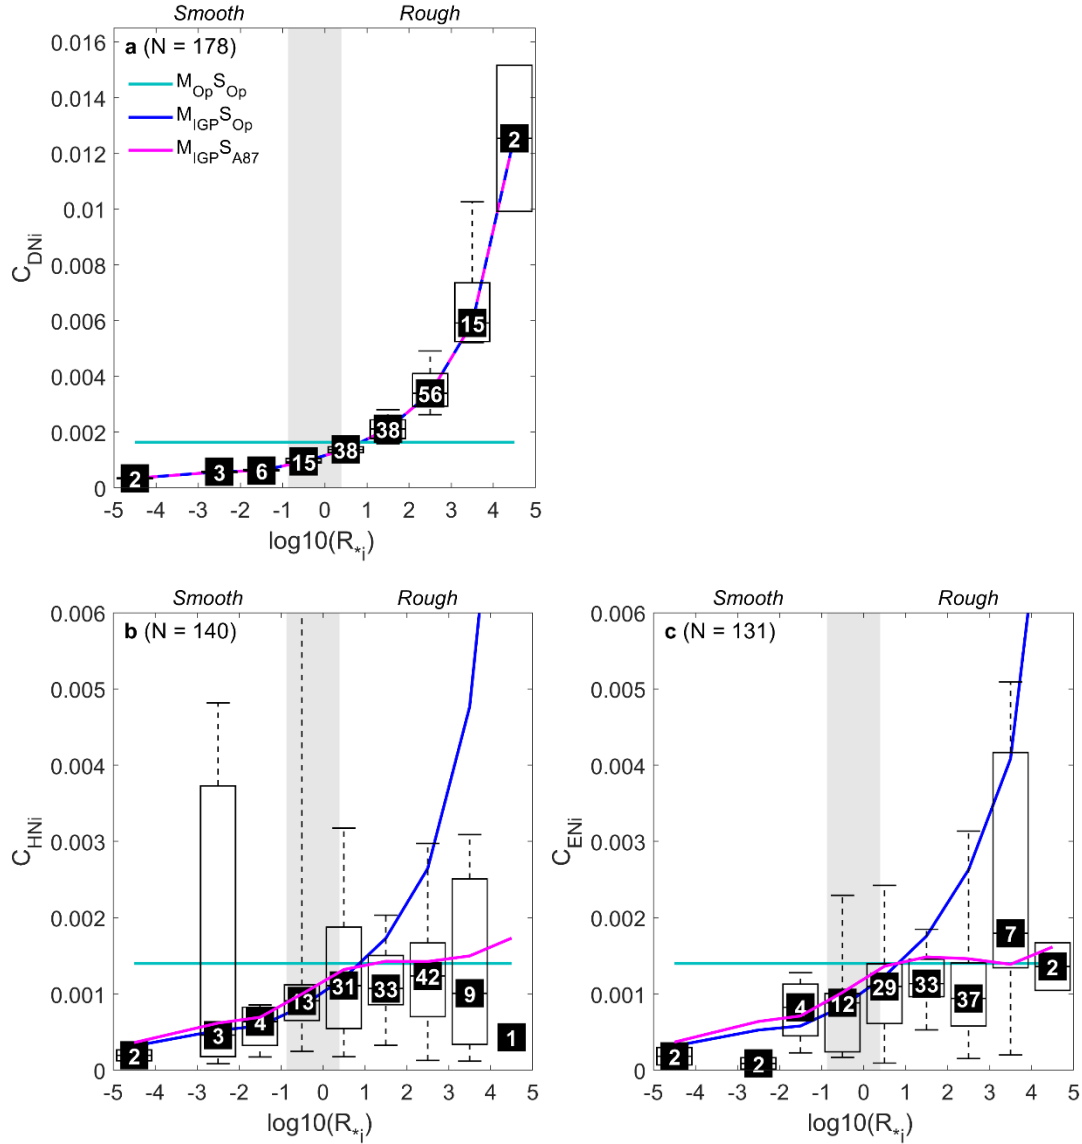 Smooth Rough
a (N = 178)
M_Op S_Op
M_IGP S_Op
M_IGP S_A87
0.016
0.014
0.012
0.01
0.008
0.006
0.004
0.002
0
C_DNi
2 3 6 15 38 38 56 15 2
-5 -4 -3 -2 -1 0 1 2 3 4 5
log10(R_*i)
Smooth Rough
b (N = 140)
0.006
0.005
0.004
0.003
0.002
0.001
0
C_HNi
2 3 4 13 31 33 42 9 1
-5 -4 -3 -2 -1 0 1 2 3 4 5
log10(R_*i)
Smooth Rough
c (N = 131)
0.006
0.005
0.004
0.003
0.002
0.001
0
C_ENi
2 2 4 12 29 33 37 7 2
-5 -4 -3 -2 -1 0 1 2 3 4 5
log10(R_*i)